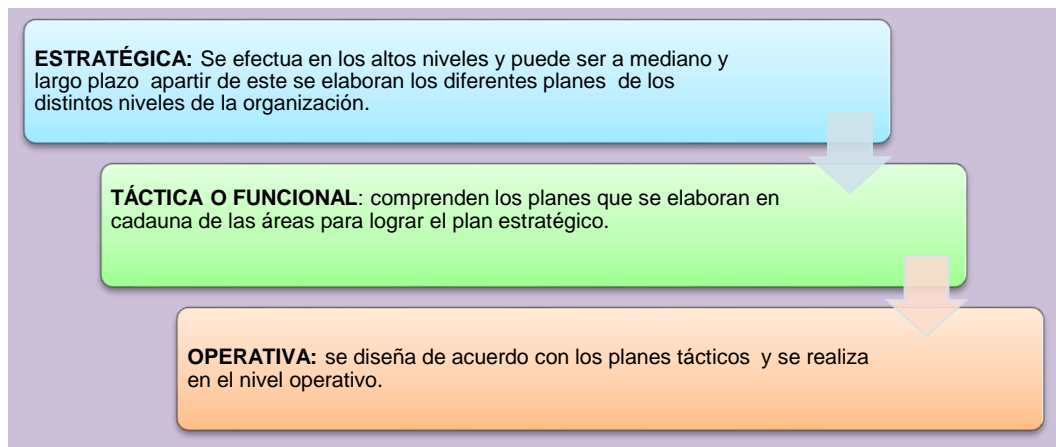 ESTRATÉGICA: Se efectua en los altos niveles y puede ser a mediano y
largo plazo apartir de este se elaboran los diferentes planes de los
distintos niveles de la organización.
TÁCTICA O FUNCIONAL: comprenden los planes que se elaboran en
cadauna de las áreas para lograr el plan estratégico.
OPERATIVA: se diseña de acuerdo con los planes tácticos y se realiza
en el nivel operativo.